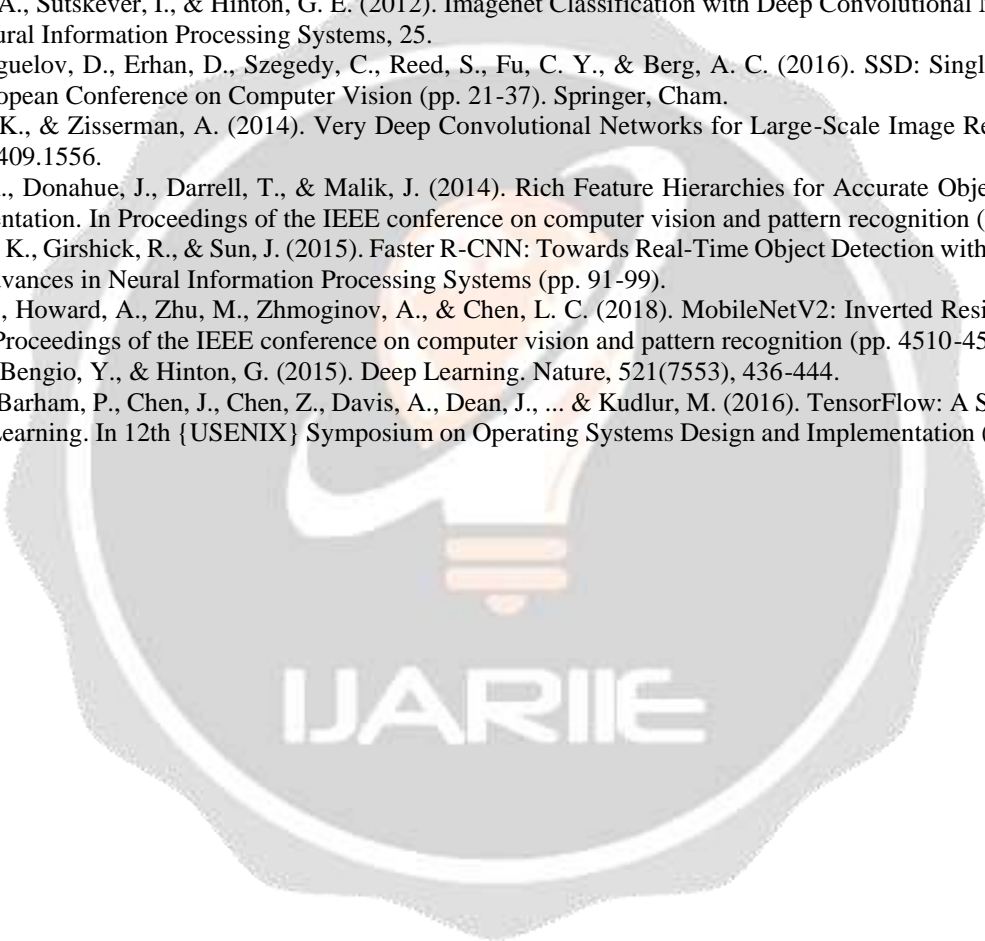 A., Sutskever, I., & Hinton, G. E. (2012). Imagenet Classification with Deep Convolutional
ural Information Processing Systems, 25.
guelov, D., Erhan, D., Szegedy, C., Reed, S., Fu, C. Y., & Berg, A. C. (2016). SSD: Singl
opean Conference on Computer Vision (pp. 21-37). Springer, Cham.
K., & Zisserman, A. (2014). Very Deep Convolutional Networks for Large-Scale Image Re
409.1556.
., Donahue, J., Darrell, T., & Malik, J. (2014). Rich Feature Hierarchies for Accurate Obje
entation. In Proceedings of the IEEE conference on computer vision and pattern recognition (
K., Girshick, R., & Sun, J. (2015). Faster R-CNN: Towards Real-Time Object Detection with
dvances in Neural Information Processing Systems (pp. 91-99).
., Howard, A., Zhu, M., Zhmoginov, A., & Chen, L. C. (2018). MobileNetV2: Inverted Resi
Proceedings of the IEEE conference on computer vision and pattern recognition (pp. 4510-45
Bengio, Y., & Hinton, G. (2015). Deep Learning. Nature, 521(7553), 436-444.
Barham, P., Chen, J., Chen, Z., Davis, A., Dean, J., ... & Kudlur, M. (2016). TensorFlow: A S
Learning. In 12th {USENIX} Symposium on Operating Systems Design and Implementation (
IJARIIE